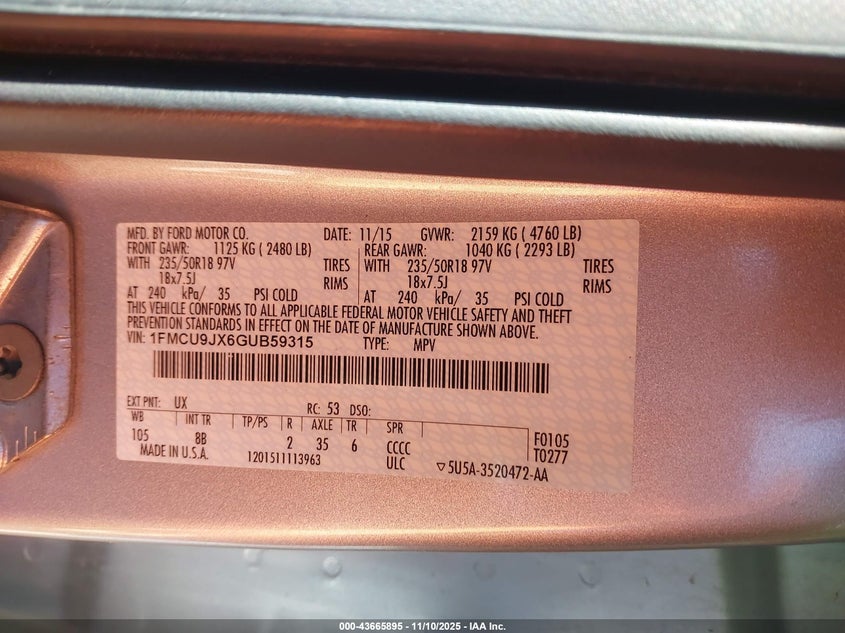 MFD. BY FORD MOTOR CO. DATE: 11/15 GVWR: 2159 KG ( 4760 LB)
FRONT GAWR: 1125 KG ( 2480 LB) REAR GAWR: 1040 KG ( 2293 LB)
WITH 235/50R18 97V TIRES WITH 235/50R18 97V TIRES
18x7.5J RIMS 18x7.5J RIMS
AT 240 kPa/ 35 PSI COLD AT 240 kPa/ 35 PSI COLD
THIS VEHICLE CONFORMS TO ALL APPLICABLE FEDERAL MOTOR VEHICLE SAFETY AND THEFT
PREVENTION STANDARDS IN EFFECT ON THE DATE OF MANUFACTURE SHOWN ABOVE.
VIN: 1FMCU9JX6GUB59315 TYPE: MPV
EXT PNT: UX RC: 53 DSO:
WB INT TR TP/PS R AXLE TR SPR
105 8B 2 35 6 CCCC F0105
MADE IN U.S.A. 1201511113963 ULC ▽5U5A-3520472-AA T0277
000-43665895 - 11/10/2025 - IAA Inc.